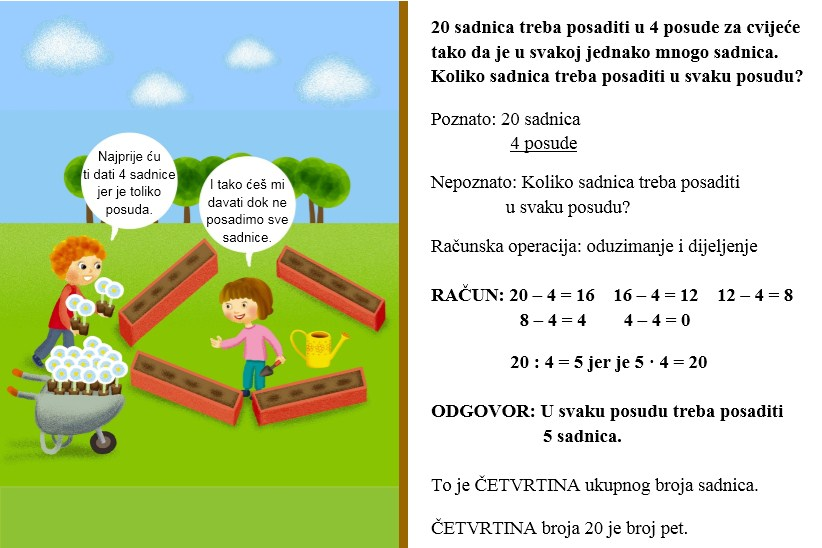 Najprije ću
ti dati 4 sadnice
jer je toliko
posuda.
I tako ćeš mi
davati dok ne
posadimo sve
sadnice.
20 sadnica treba posaditi u 4 posude za cvijeće
tako da je u svakoj jednako mnogo sadnica.
Koliko sadnica treba posaditi u svaku posudu?
Poznato: 20 sadnica
4 posude
Nepoznato: Koliko sadnica treba posaditi
u svaku posudu?
Računska operacija: oduzimanje i dijeljenje
RAČUN: 20 – 4 = 16 16 – 4 = 12 12 – 4 = 8
8 – 4 = 4 4 – 4 = 0
20 : 4 = 5 jer je 5 · 4 = 20
ODGOVOR: U svaku posudu treba posaditi
5 sadnica.
To je ČETVRTINA ukupnog broja sadnica.
ČETVRTINA broja 20 je broj pet.